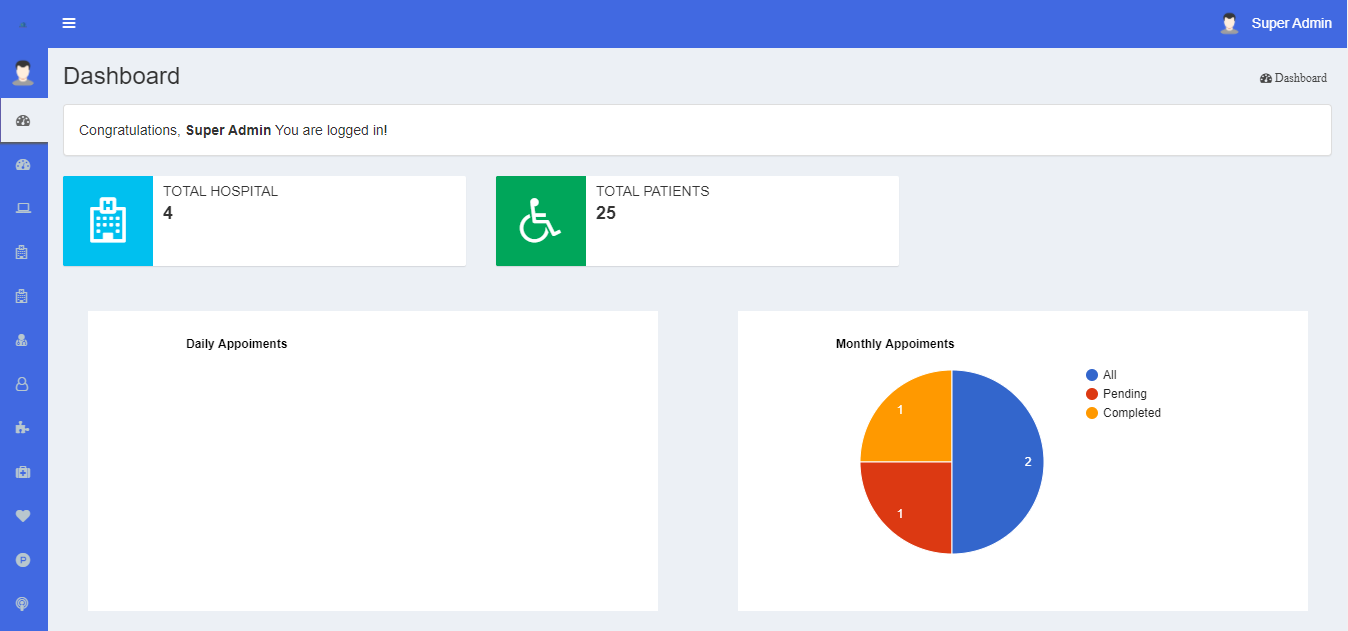 Super Admin
Dashboard
Dashboard
Congratulations, Super Admin You are logged in!
TOTAL HOSPITAL
4
TOTAL PATIENTS
25
Daily Appoiments
Monthly Appoiments
All
Pending
Completed
1
2
1